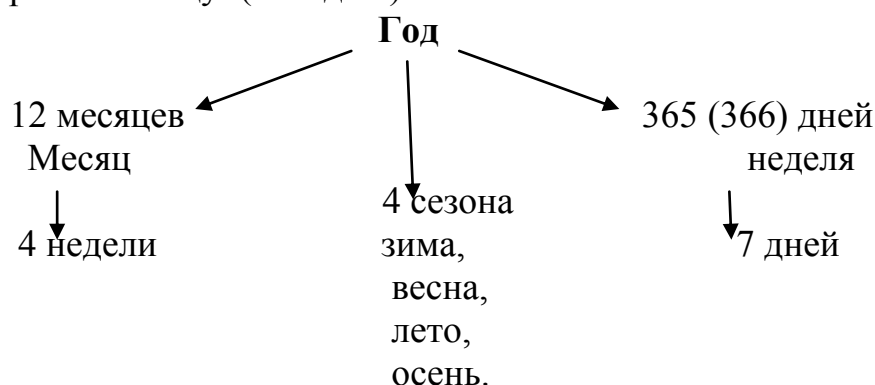 Год
12 месяцев
365 (366) дней
Месяц
неделя
4 сезона
4 недели
зима,
7 дней
весна,
лето,
осень.